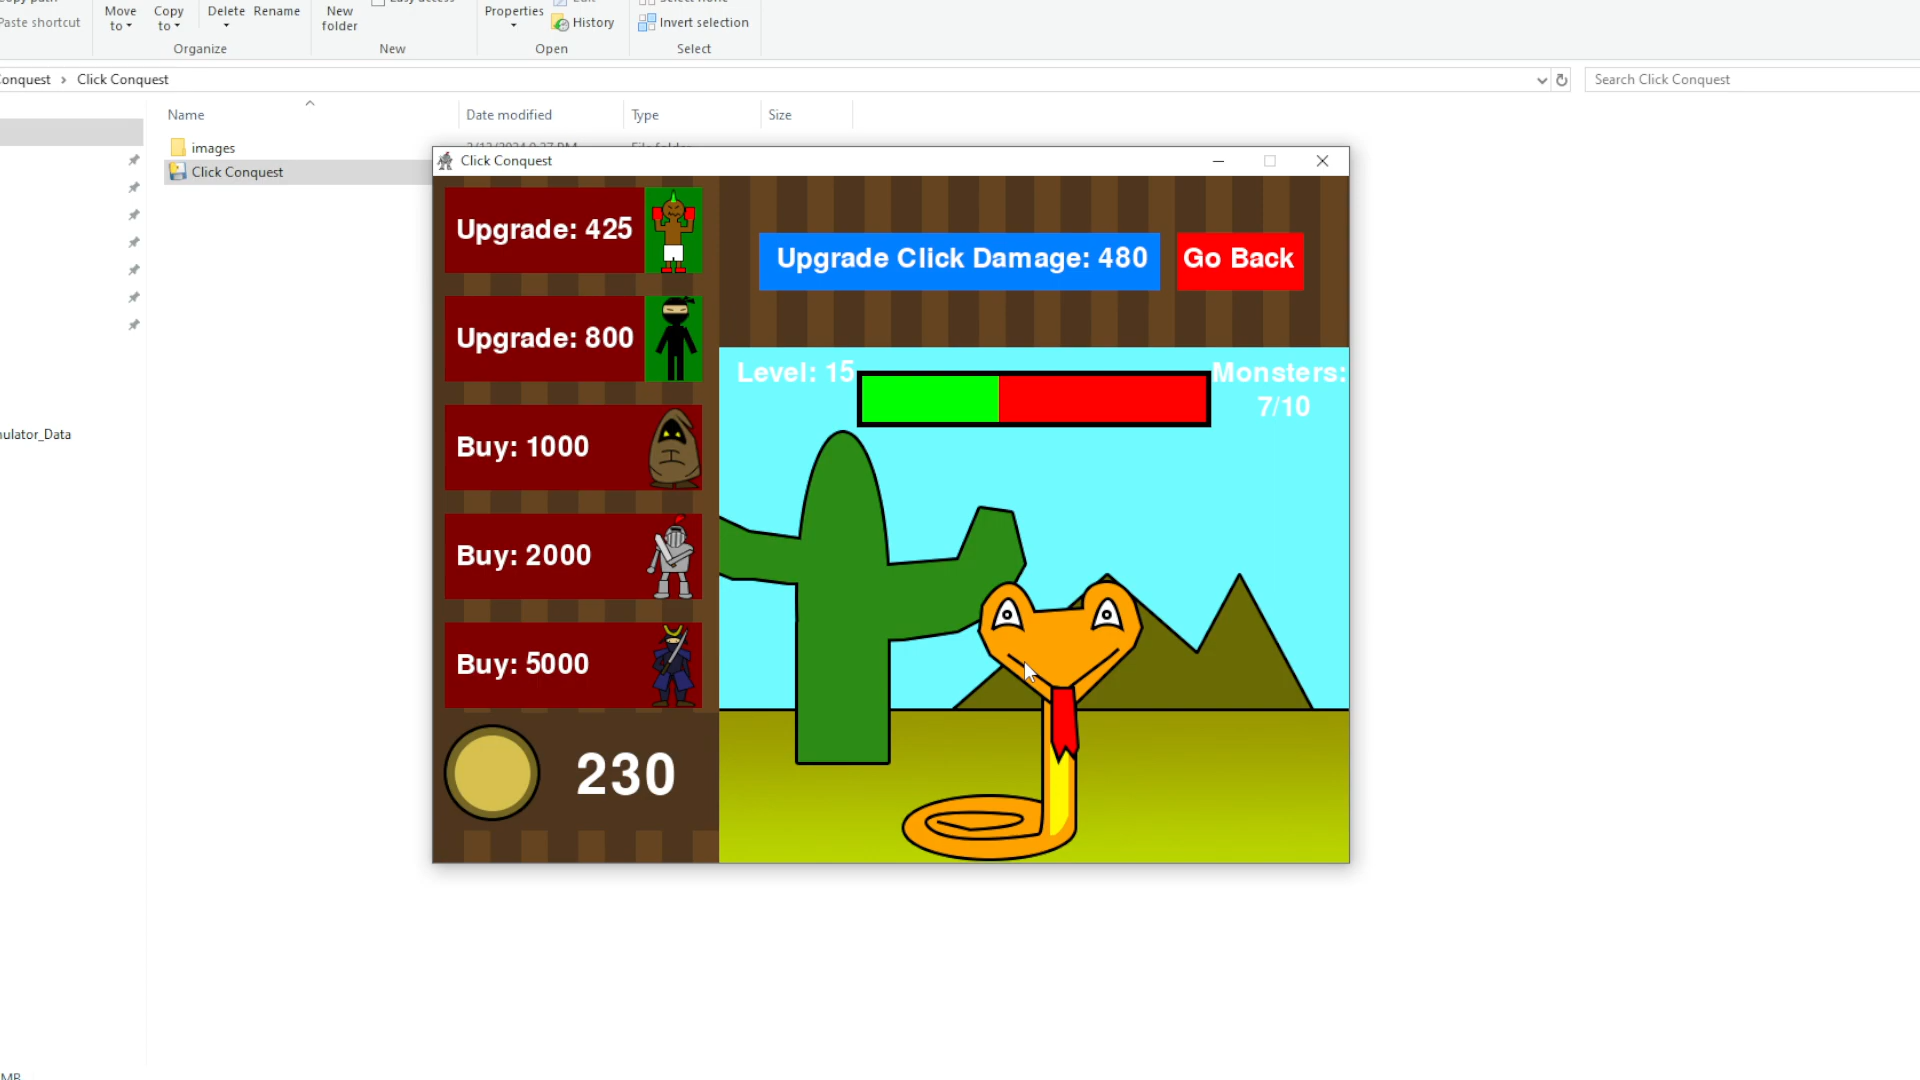 Move to
Copy to
Delete
Rename
New folder
Properties
History
Invert selection
Paste shortcut
Organize
New
Open
Select
Click Conquest
Search Click Conquest
Name
Date modified
Type
Size
images
Click Conquest
Click Conquest
Upgrade: 425
Upgrade: 800
Buy: 1000
Buy: 2000
Buy: 5000
230
Upgrade Click Damage: 480
Go Back
Level: 15
Monsters:
7/10
ulator_Data
MB